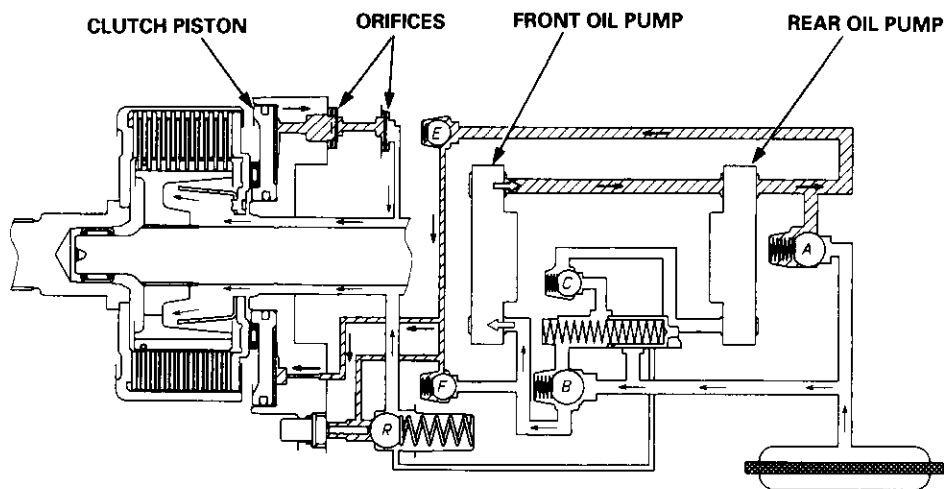 FRONT OIL PUMP
REAR OIL PUMP
CLUTCH PISTON
ORIFICES
E
A
C
B
F
R